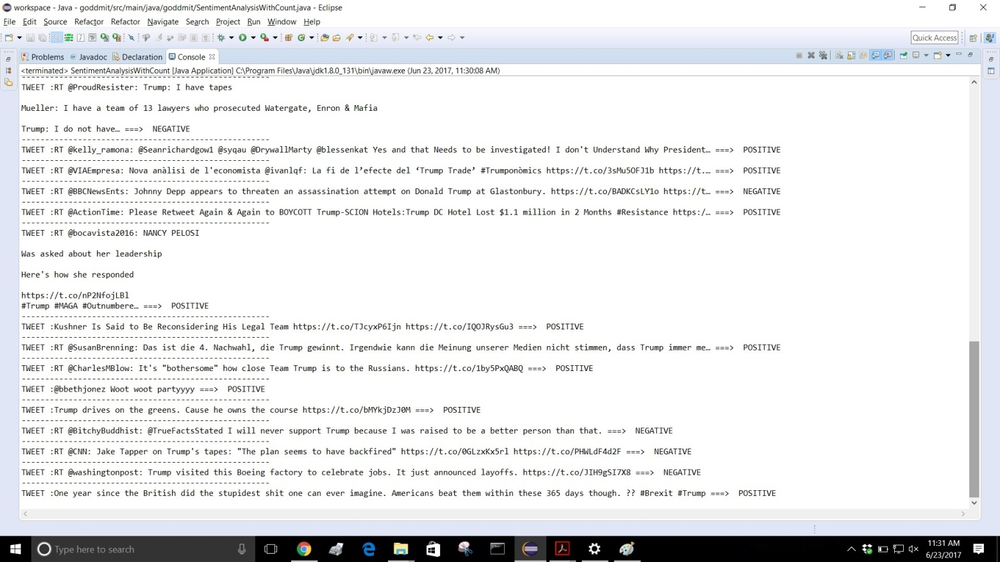 workspace - Java - goddmit/src/main/java/goddmit/SentimentAnalysisWithCount.java - Eclipse
File Edit Source Refactor Refactor Navigate Search Project Run Window Help
Quick Access
Problems @ Javadoc Declaration Console
<terminated> SentimentAnalysisWithCount [Java Application] C:\Program Files\Java\jdk1.8.0_131\bin\javaw.exe (Jun 23, 2017, 11:30:08 AM)
-----------------------------------------------------
TWEET :RT @ProudResister: Trump: I have tapes
Mueller: I have a team of 13 lawyers who prosecuted Watergate, Enron & Mafia
Trump: I do not have… ===>  NEGATIVE
-----------------------------------------------------
TWEET :RT @kelly_ramona: @Seanrichardgow1 @syqau @DrywallMarty @blessenkat Yes and that Needs to be investigated! I don't Understand Why President… ===>  POSITIVE
-----------------------------------------------------
TWEET :RT @VIAEmpresa: Nova anàlisi de l'economista @ivanlqf: La fi de l’efecte del ‘Trump Trade’ #Trumponòmics https://t.co/3sMu5OFJ1b https://t.… ===>  POSITIVE
-----------------------------------------------------
TWEET :RT @BBCNewsEnts: Johnny Depp appears to threaten an assassination attempt on Donald Trump at Glastonbury. https://t.co/BADKCsLY1o https://t… ===>  NEGATIVE
-----------------------------------------------------
TWEET :RT @ActionTime: Please Retweet Again & Again to BOYCOTT Trump-SCION Hotels:Trump DC Hotel Lost $1.1 million in 2 Months #Resistance https:/… ===>  POSITIVE
-----------------------------------------------------
TWEET :RT @bocavista2016: NANCY PELOSI
Was asked about her leadership
Here's how she responded
https://t.co/nP2NfojLBl
#Trump #MAGA #Outnumbere… ===>  POSITIVE
-----------------------------------------------------
TWEET :Kushner Is Said to Be Reconsidering His Legal Team https://t.co/TJcyxP6Ijn https://t.co/IQOJRysGu3 ===>  POSITIVE
-----------------------------------------------------
TWEET :RT @SusanBrenning: Das ist die 4. Nachwahl, die Trump gewinnt. Irgendwie kann die Meinung unserer Medien nicht stimmen, dass Trump immer me… ===>  POSITIVE
-----------------------------------------------------
TWEET :RT @CharlesMBlow: It's "bothersome" how close Team Trump is to the Russians. https://t.co/1by5PxQABQ ===>  POSITIVE
-----------------------------------------------------
TWEET :@bbethjonez Woot woot partyyyy ===>  POSITIVE
-----------------------------------------------------
TWEET :Trump drives on the greens. Cause he owns the course https://t.co/bMYkjDzJ0M ===>  POSITIVE
-----------------------------------------------------
TWEET :RT @BitchyBuddhist: @TrueFactsStated I will never support Trump because I was raised to be a better person than that. ===>  NEGATIVE
-----------------------------------------------------
TWEET :RT @CNN: Jake Tapper on Trump's tapes: "The plan seems to have backfired" https://t.co/0GLzxKx5rl https://t.co/PHWLdF4d2F ===>  NEGATIVE
-----------------------------------------------------
TWEET :RT @washingtonpost: Trump visited this Boeing factory to celebrate jobs. It just announced layoffs. https://t.co/JIH9gSI7X8 ===>  NEGATIVE
-----------------------------------------------------
TWEET :One year since the British did the stupidest shit one can ever imagine. Americans beat them within these 365 days though. ?? #Brexit #Trump ===>  POSITIVE
Type here to search
11:31 AM
6/23/2017